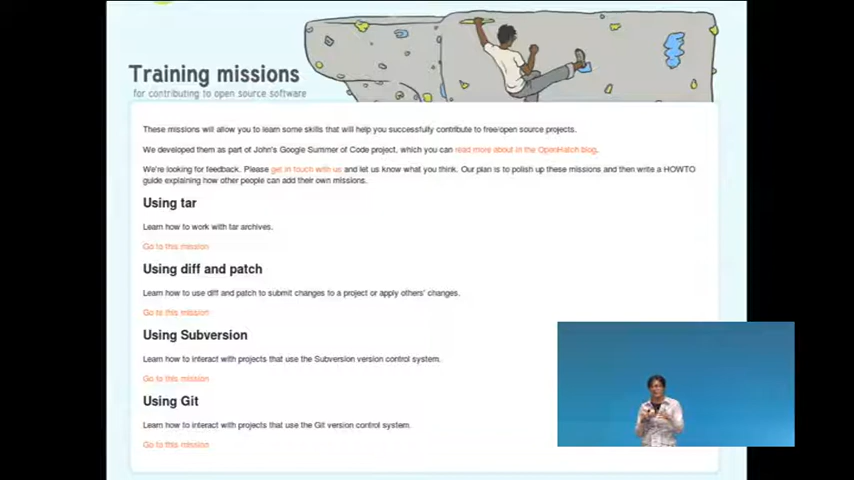 Training missions
for contributing to open source software
These missions will allow you to learn some skills that will help you successfully contribute to free/open source projects.
We developed them as part of John's Google Summer of Code project, which you can read more about in the OpenHatch blog.
We're looking for feedback. Please get in touch with us and let us know what you think. Our plan is to polish up these missions and then write a HOWTO
guide explaining how other people can add their own missions.
Using tar
Learn how to work with tar archives.
Go to this mission
Using diff and patch
Learn how to use diff and patch to submit changes to a project or apply others' changes.
Go to this mission
Using Subversion
Learn how to interact with projects that use the Subversion version control system.
Go to this mission
Using Git
Learn how to interact with projects that use the Git version control system.
Go to this mission